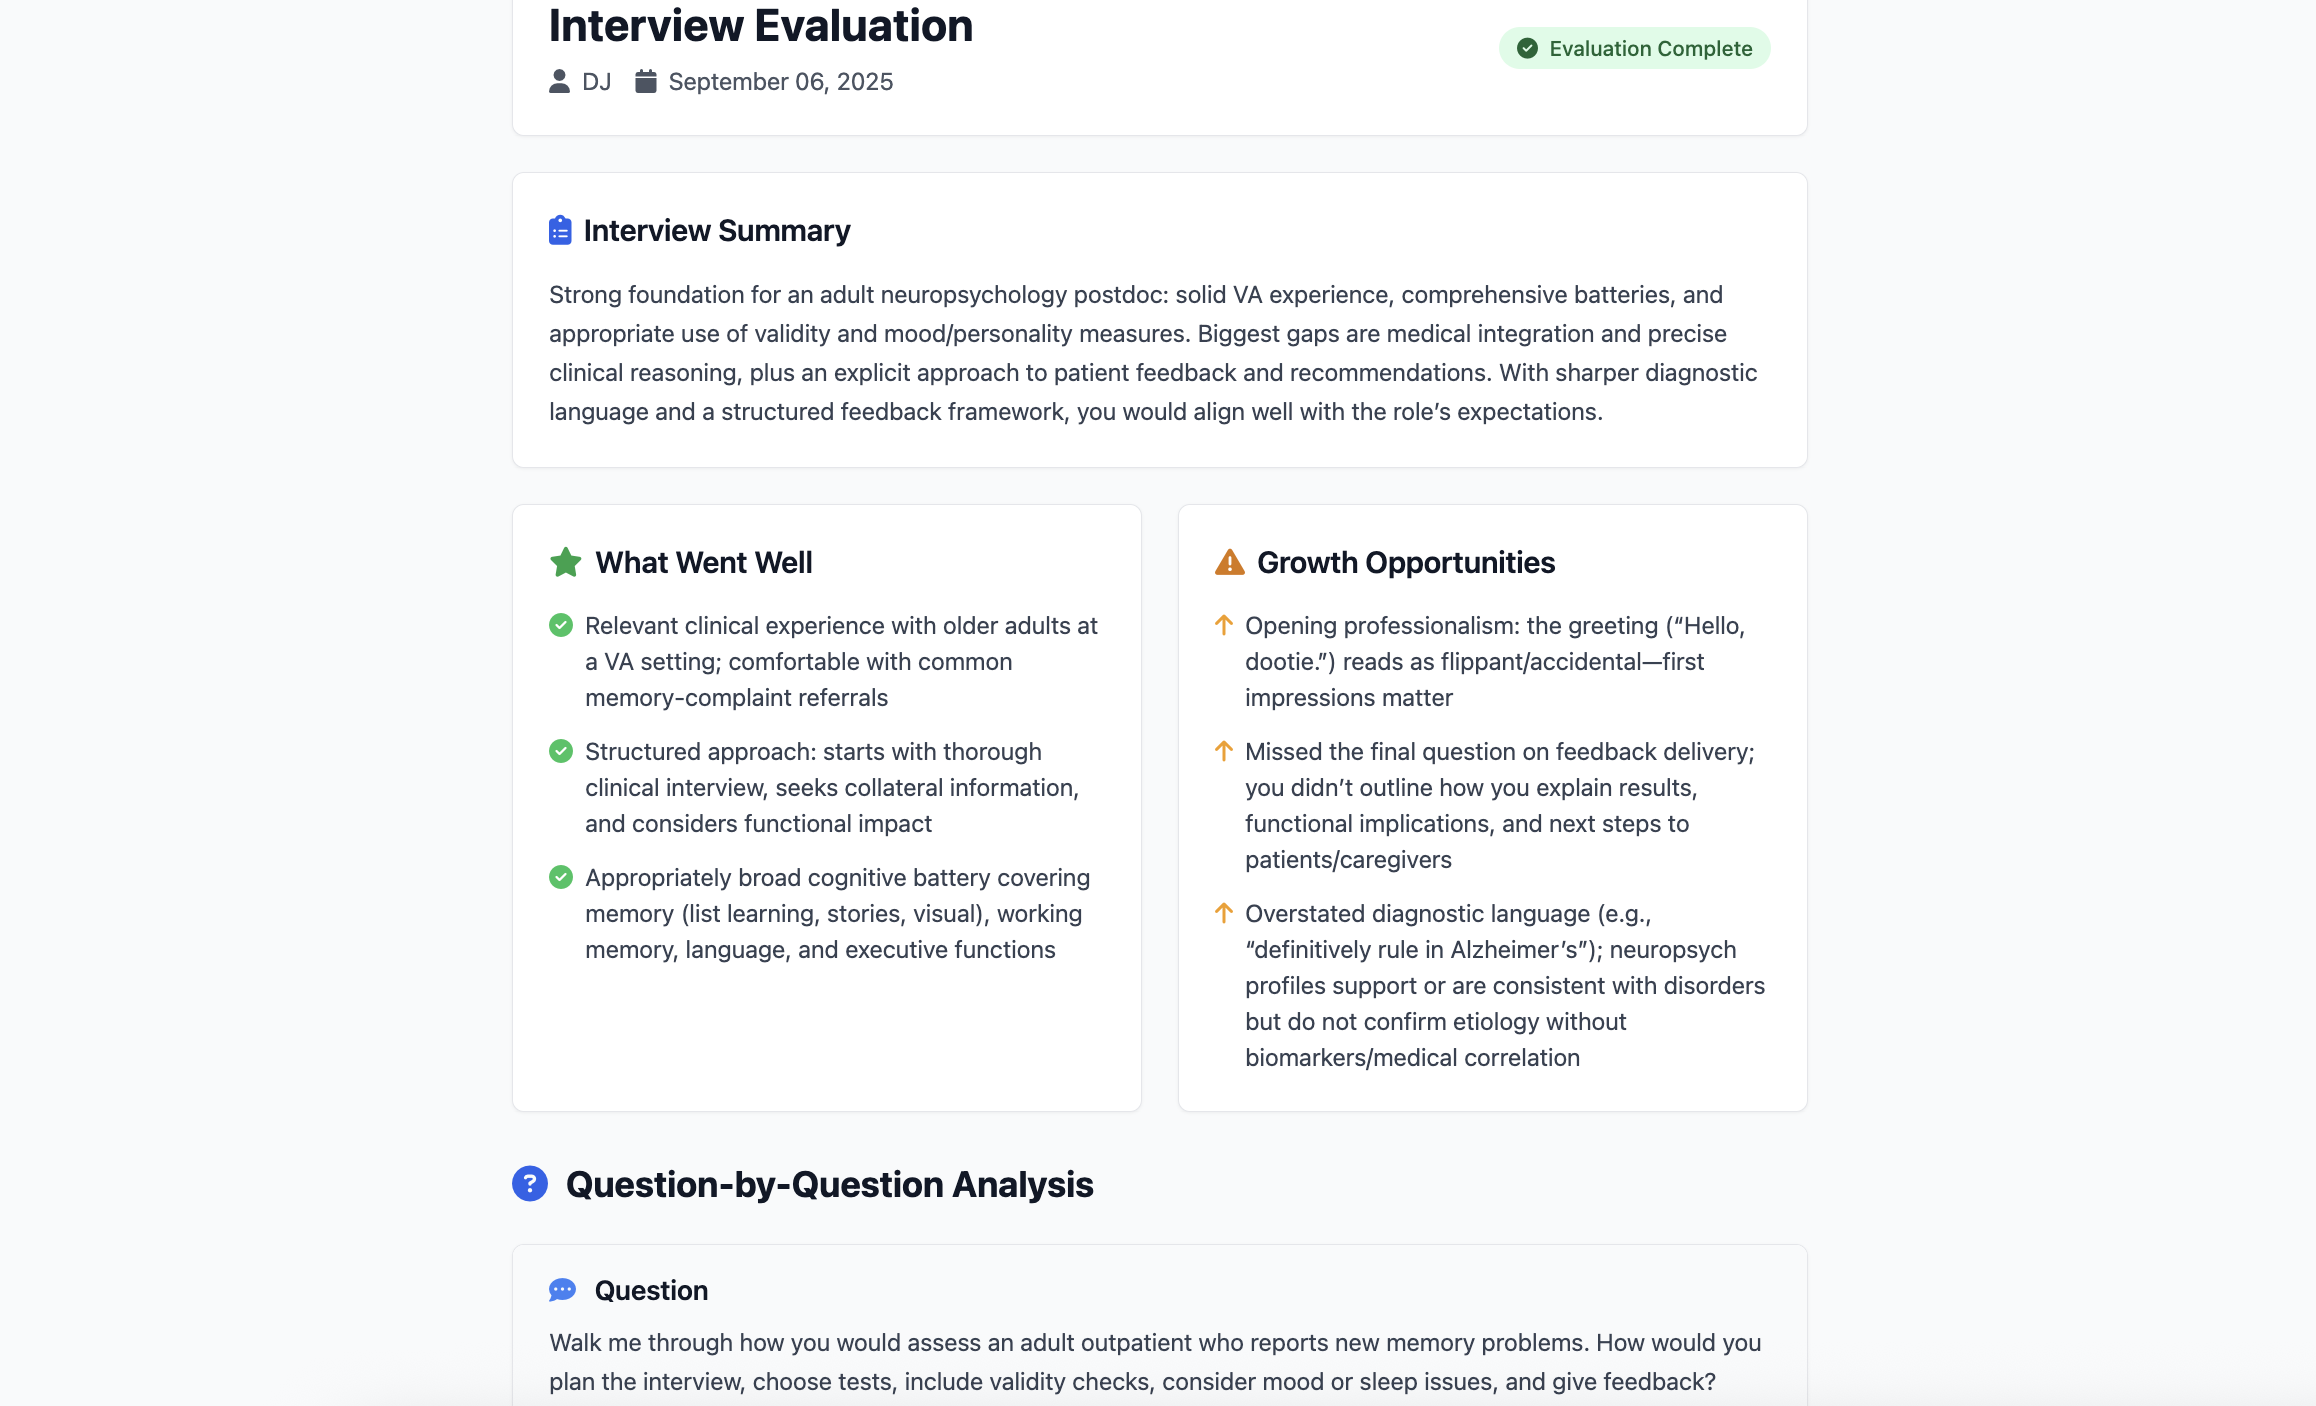 Interview Evaluation
DJ September 06, 2025
Evaluation Complete
Interview Summary
Strong foundation for an adult neuropsychology postdoc: solid VA experience, comprehensive batteries, and
appropriate use of validity and mood/personality measures. Biggest gaps are medical integration and precise
clinical reasoning, plus an explicit approach to patient feedback and recommendations. With sharper diagnostic
language and a structured feedback framework, you would align well with the role’s expectations.
What Went Well
Relevant clinical experience with older adults at
a VA setting; comfortable with common
memory-complaint referrals
Structured approach: starts with thorough
clinical interview, seeks collateral information,
and considers functional impact
Appropriately broad cognitive battery covering
memory (list learning, stories, visual), working
memory, language, and executive functions
Growth Opportunities
Opening professionalism: the greeting (“Hello,
dootie.”) reads as flippant/accidental—first
impressions matter
Missed the final question on feedback delivery;
you didn’t outline how you explain results,
functional implications, and next steps to
patients/caregivers
Overstated diagnostic language (e.g.,
“definitively rule in Alzheimer’s”); neuropsych
profiles support or are consistent with disorders
but do not confirm etiology without
biomarkers/medical correlation
Question-by-Question Analysis
Question
Walk me through how you would assess an adult outpatient who reports new memory problems. How would you
plan the interview, choose tests, include validity checks, consider mood or sleep issues, and give feedback?